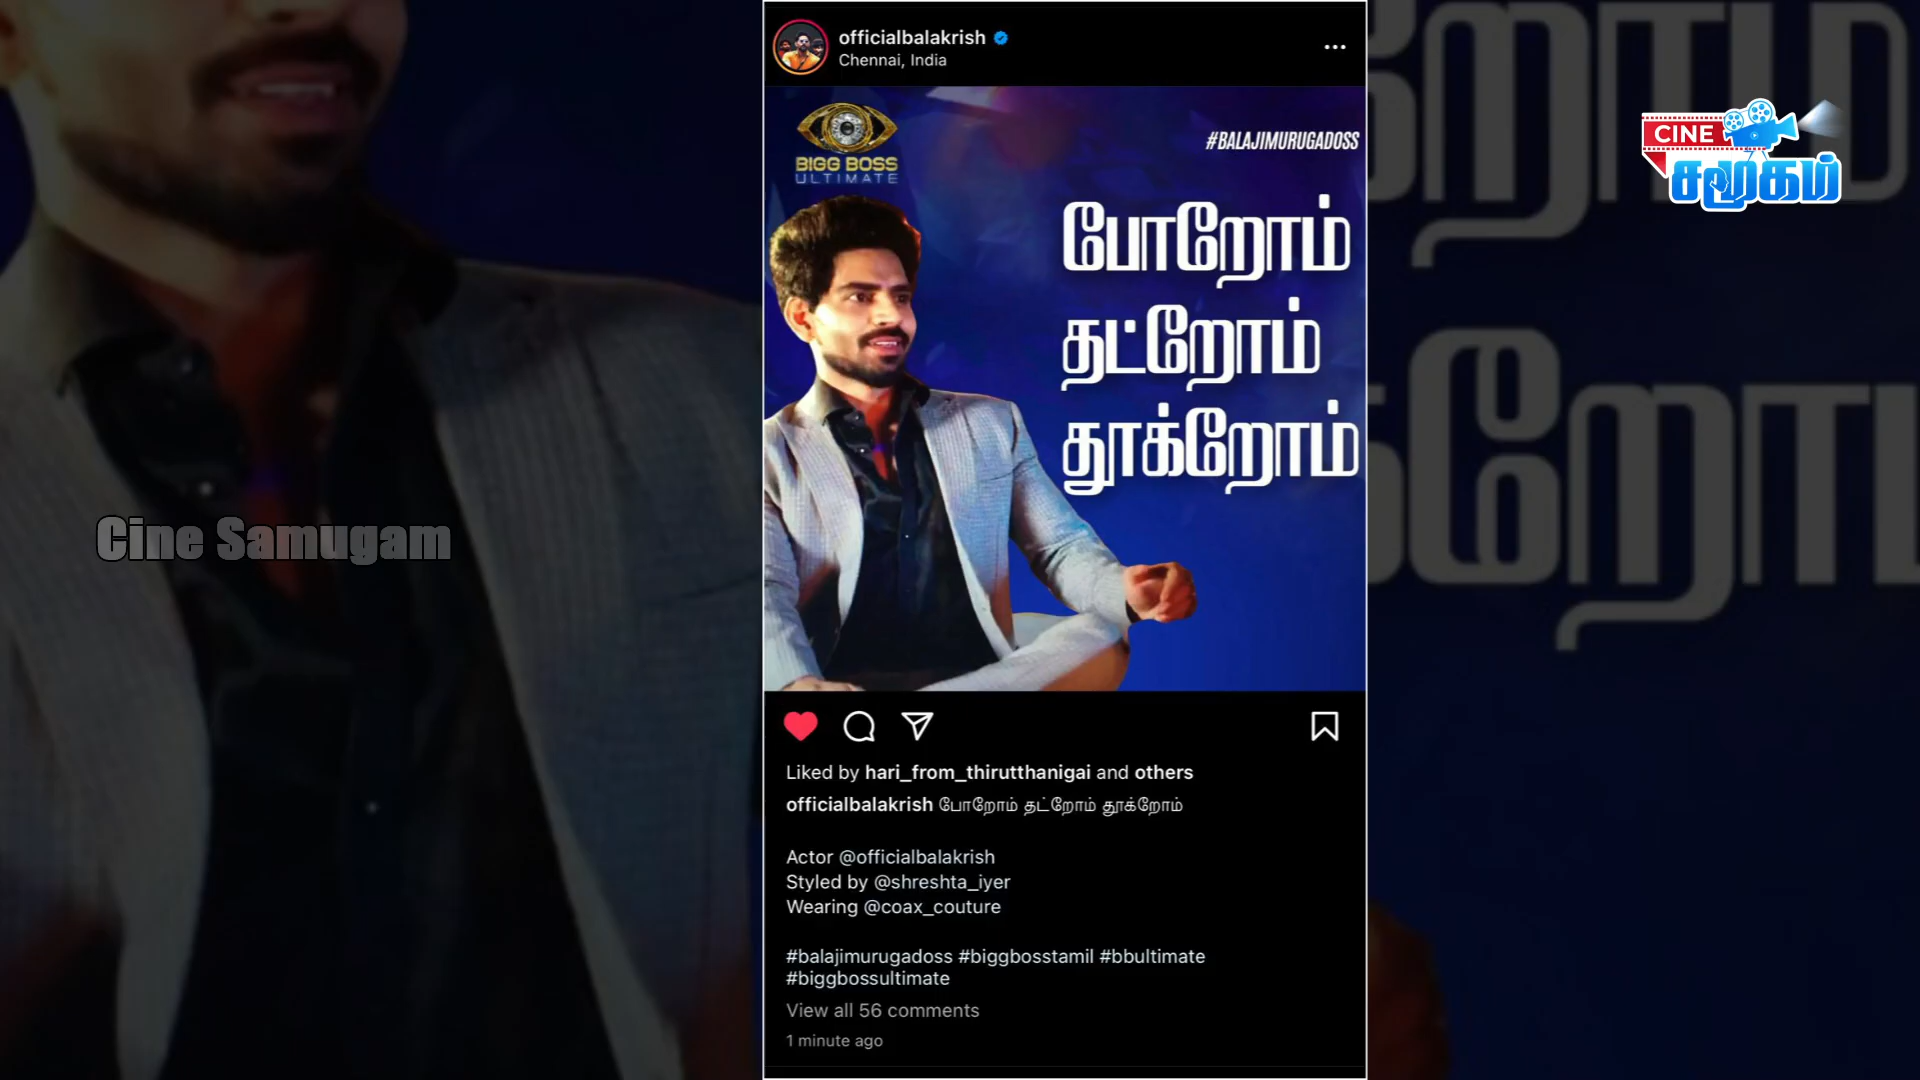 officialbalakrish
Chennai, India
BIGG BOSS
ULTIMATE
#BALAJIMURUGADOSS
போறோம்
தட்றோம்
தூக்றோம்
CINE
சமூகம்
Cine Samugam
Liked by hari_from_thirutthanigai and others
officialbalakrish போறோம் தட்றோம் தூக்றோம்
Actor @officialbalakrish
Styled by @shreshta_iyer
Wearing @coax_couture
#balajimurugadoss #biggbosstamil #bbultimate
#biggbossultimate
View all 56 comments
1 minute ago